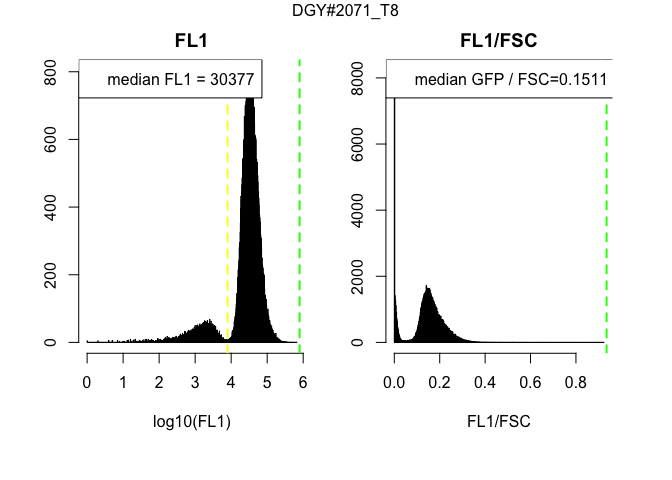 DGY#2071_T8
FL1
median FL1 = 30377
800
600
400
200
0
0 1 2 3 4 5 6
log10(FL1)
FL1/FSC
median GFP / FSC=0.1511
8000
6000
4000
2000
0
0.0 0.2 0.4 0.6 0.8
FL1/FSC